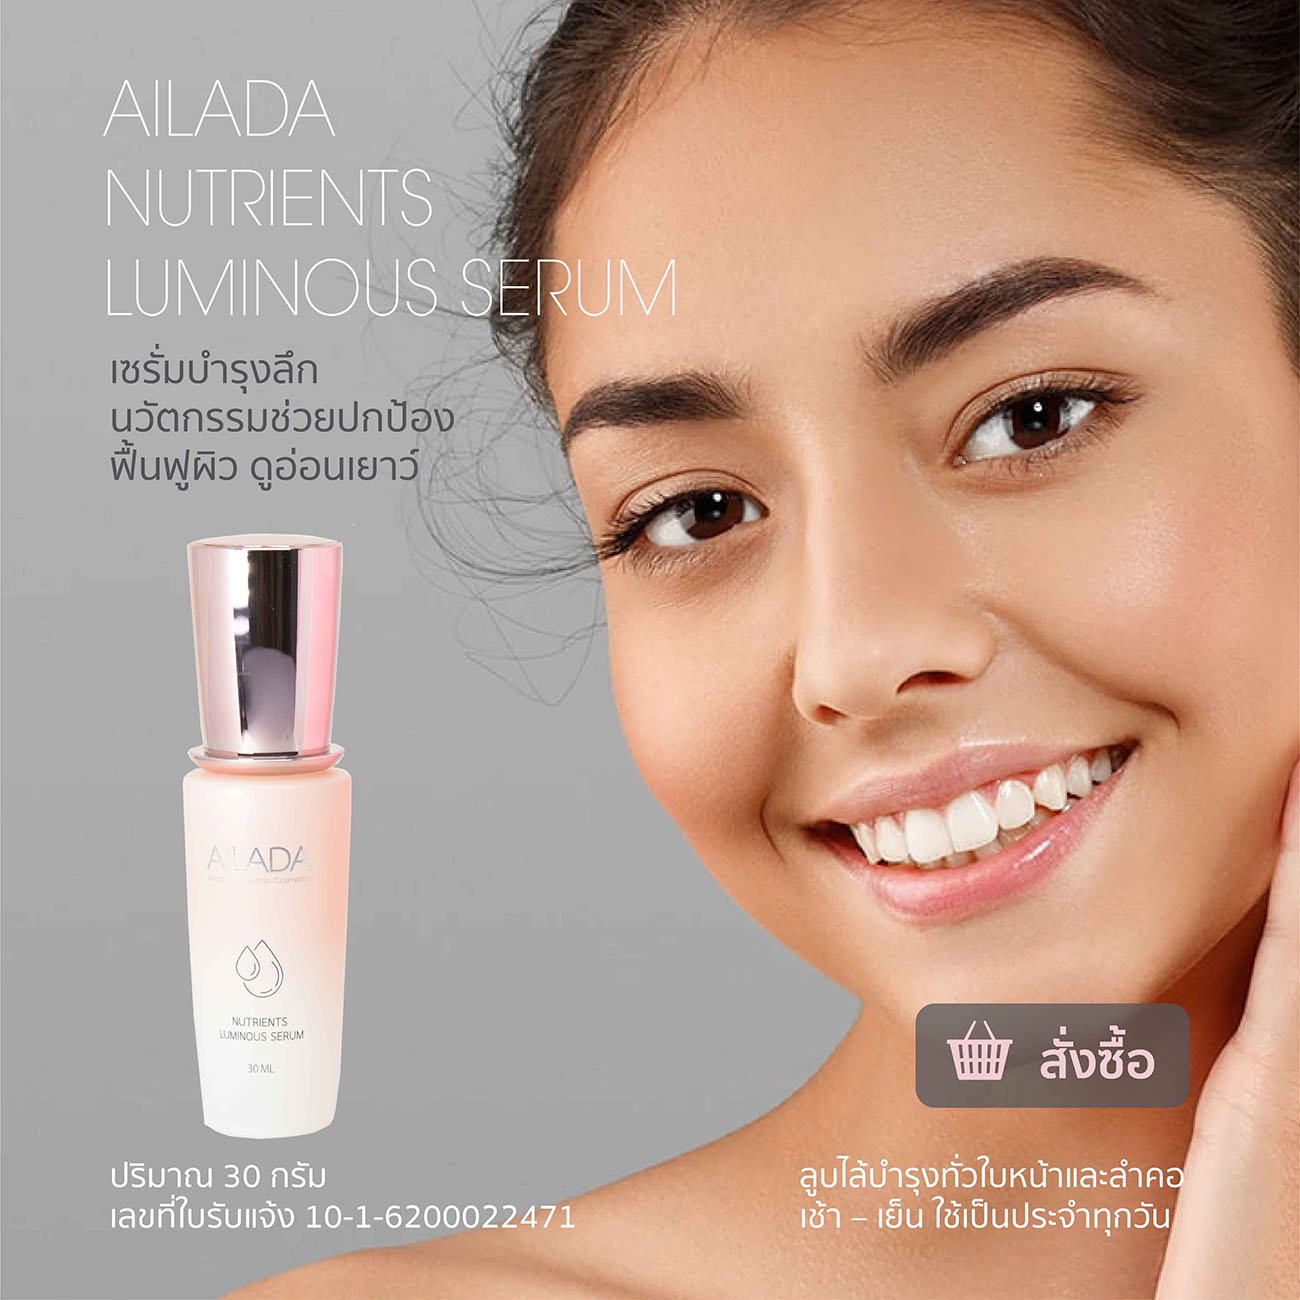 AILADA
NUTRIENTS
LUMINOUS SERUM
เซรั่มบำรุงลึก
นวัตกรรมช่วยปกป้อง
ฟื้นฟูผิว ดูอ่อนเยาว์
AILADA
Cosmetics
NUTRIENTS
LUMINOUS SERUM
30 ML
สั่งซื้อ
ปริมาณ 30 กรัม
เลขที่ใบรับแจ้ง 10-1-6200022471
ลูบไล้บำรุงทั่วใบหน้าและลำคอ
เช้า – เย็น ใช้เป็นประจำทุกวัน